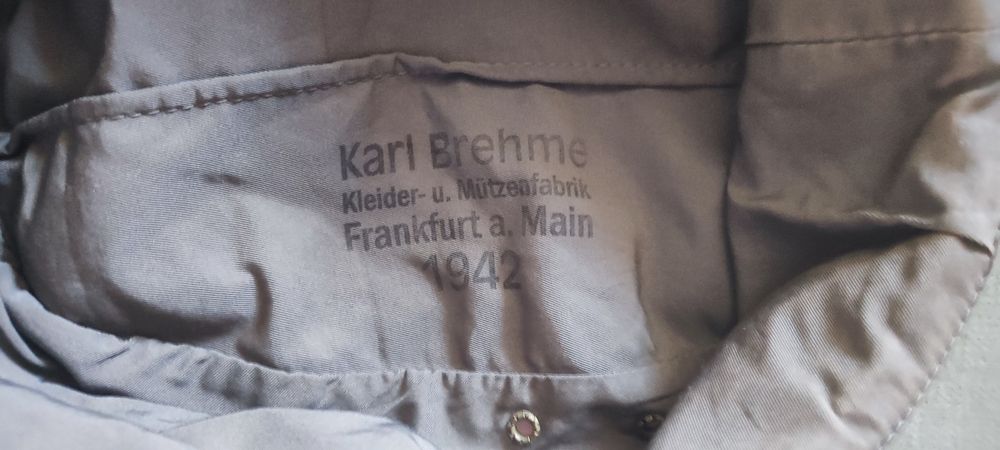 Karl Brehme
Kleider- u. Mützenfabrik
Frankfurt a. Main
1942